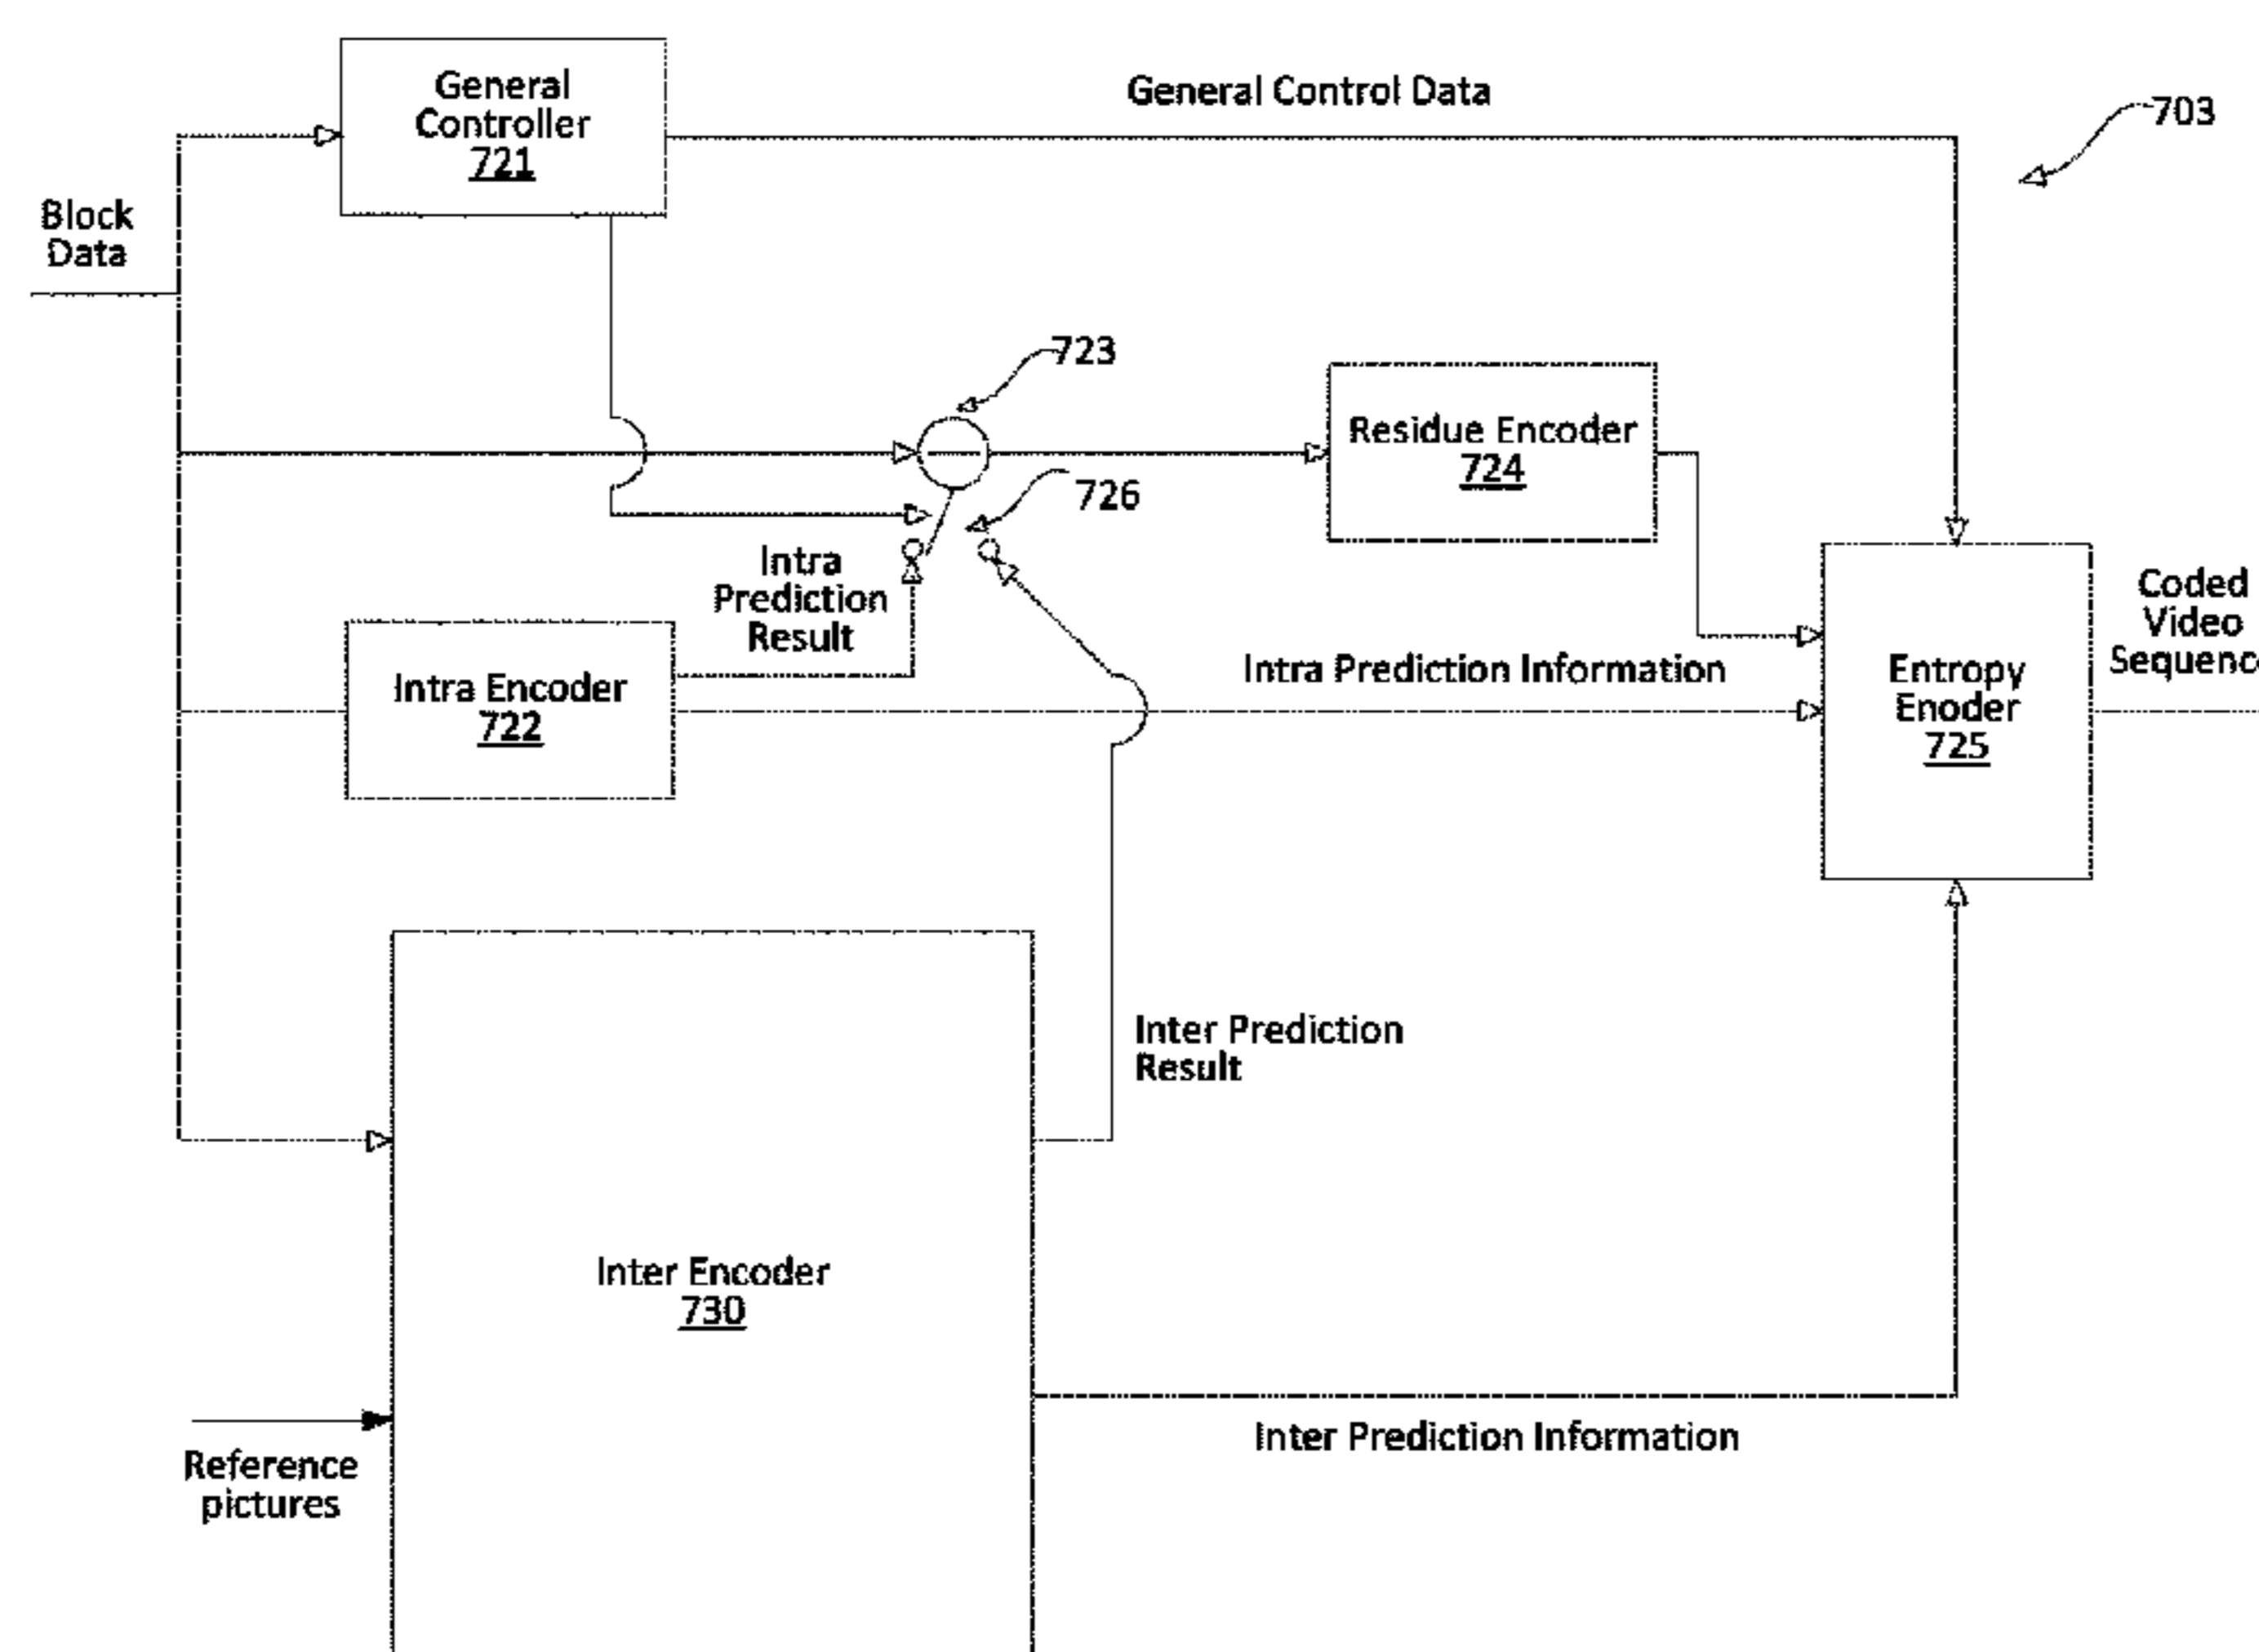 General
Controller
721
General Control Data
703
Block
Data
723
Residue Encoder
724
726
Intra
Prediction
Result
Intra Encoder
722
Intra Prediction Information
Entropy
Enoder
725
Coded
Video
Sequence
Inter Prediction
Result
Inter Encoder
730
Reference
pictures
Inter Prediction Information